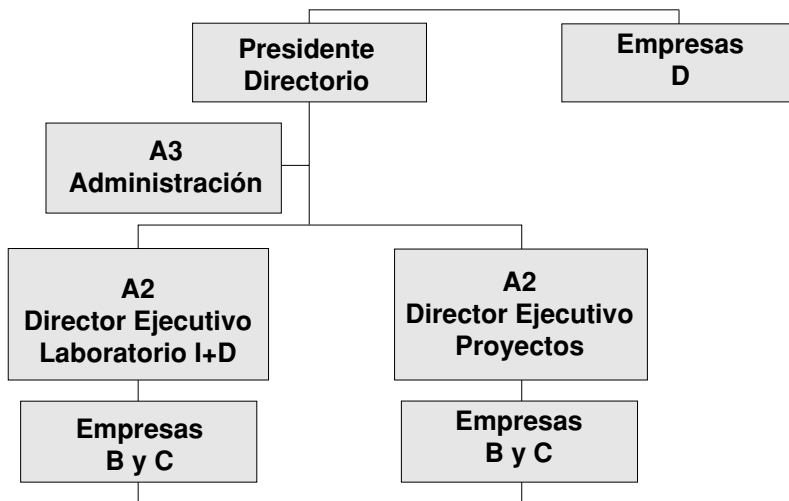 Presidente
Directorio
Empresas
D
A3
Administración
A2
Director Ejecutivo
Laboratorio I+D
A2
Director Ejecutivo
Proyectos
Empresas
B y C
Empresas
B y C